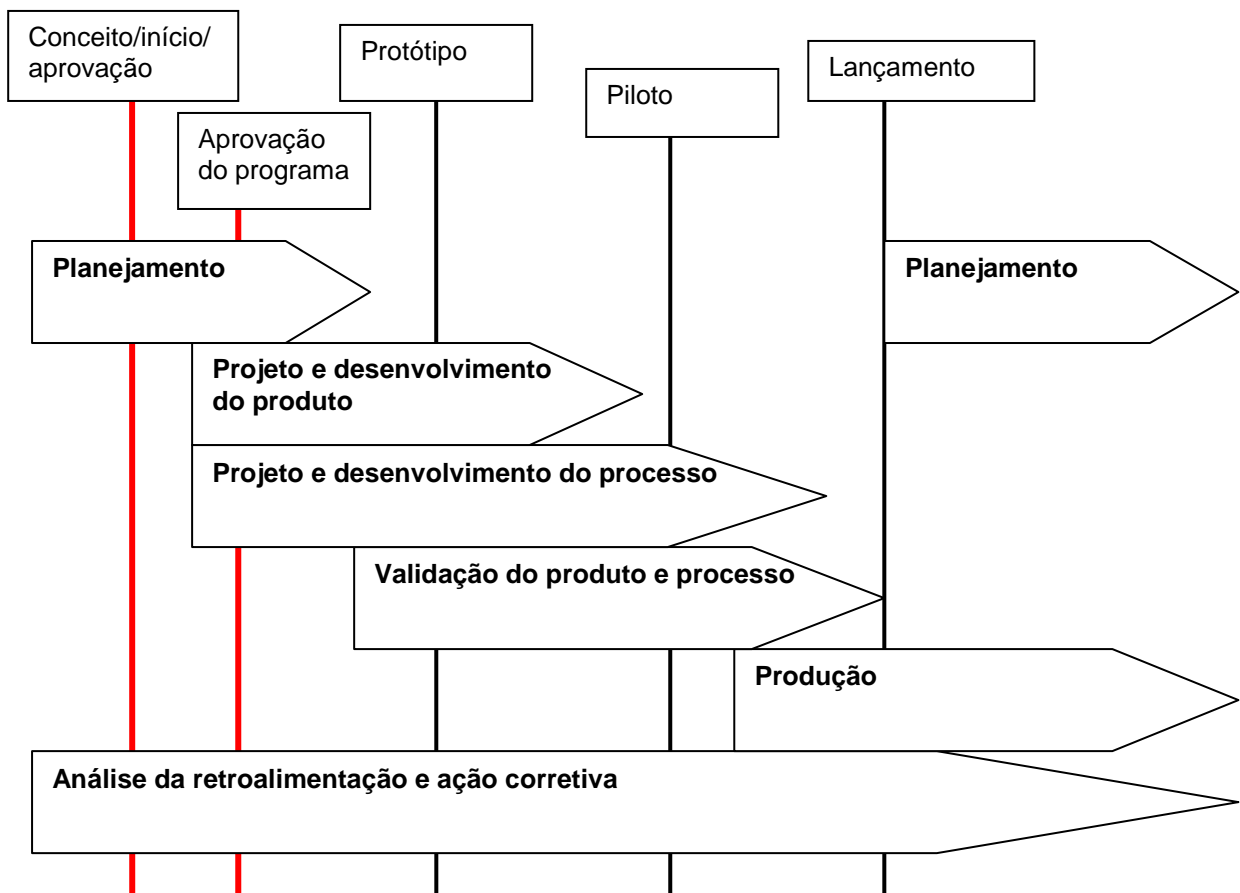 Conceito/início/
aprovação
Protótipo
Lançamento
Piloto
Aprovação
do programa
Planejamento
Planejamento
Projeto e desenvolvimento
do produto
Projeto e desenvolvimento do processo
Validação do produto e processo
Produção
Análise da retroalimentação e ação corretiva